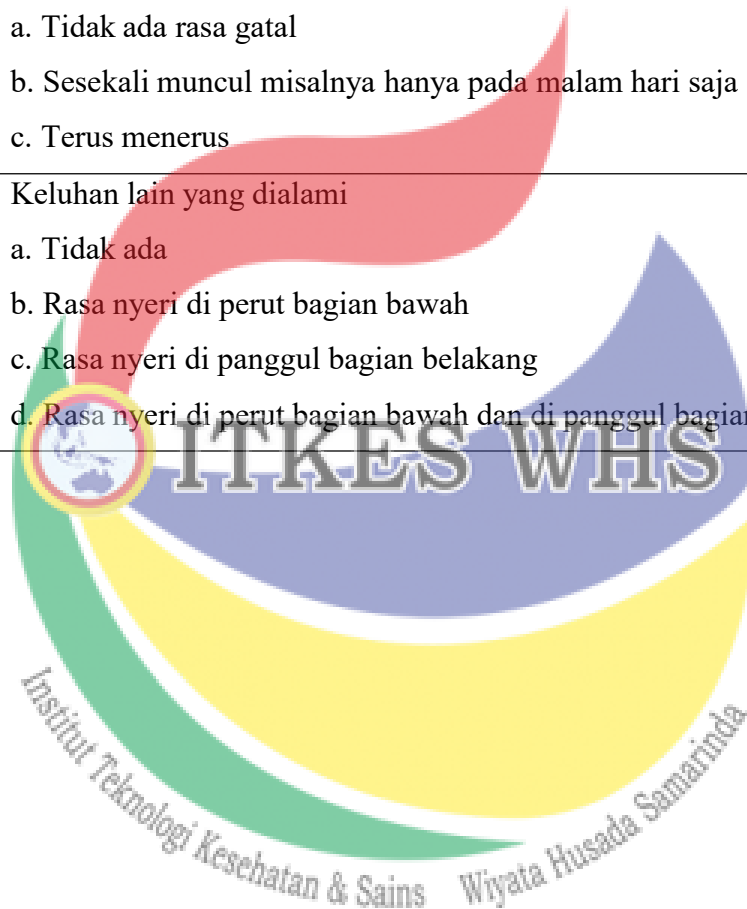 a. Tidak ada rasa gatal
b. Sesekali muncul misalnya hanya pada malam hari saja
c. Terus menerus
Keluhan lain yang dialami
a. Tidak ada
b. Rasa nyeri di perut bagian bawah
c. Rasa nyeri di panggul bagian belakang
d. Rasa nyeri di perut bagian bawah dan di panggul bagian
ITKES WHS
Institut Teknologi Kesehatan & Sains Wiyata Husada Samarinda